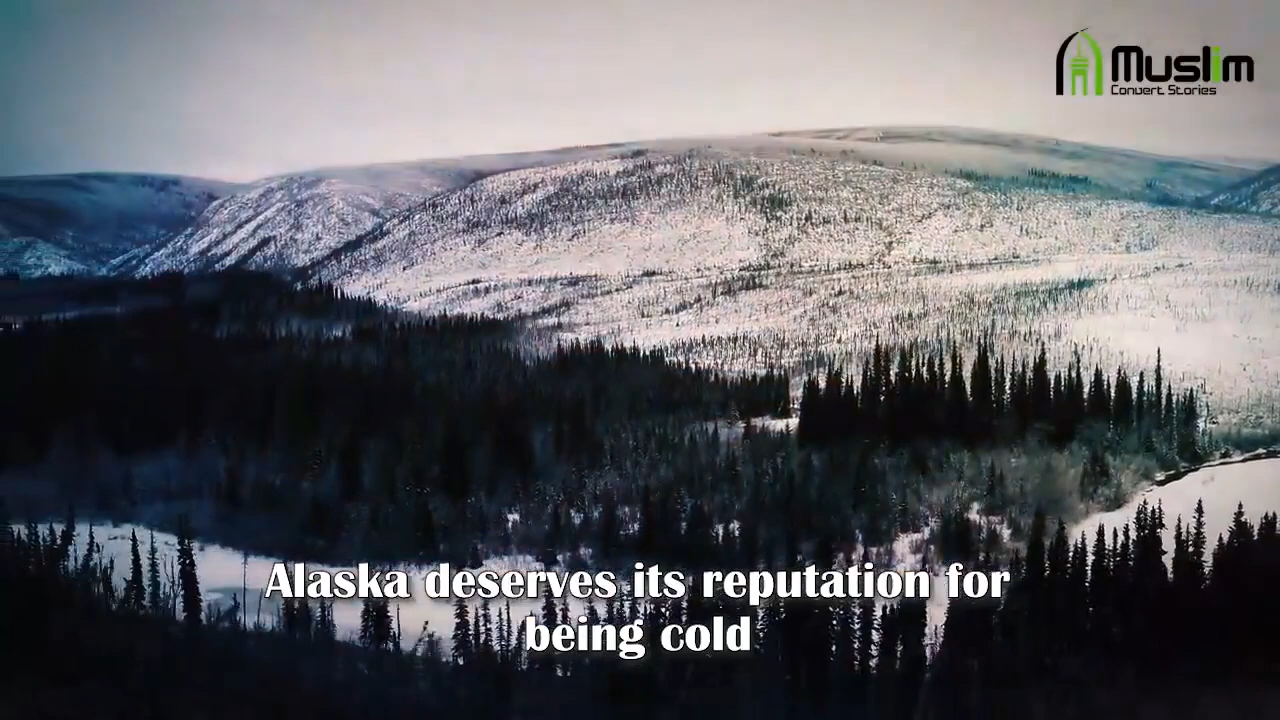 Muslim
Convert Stories
Alaska deserves its reputation for
being cold